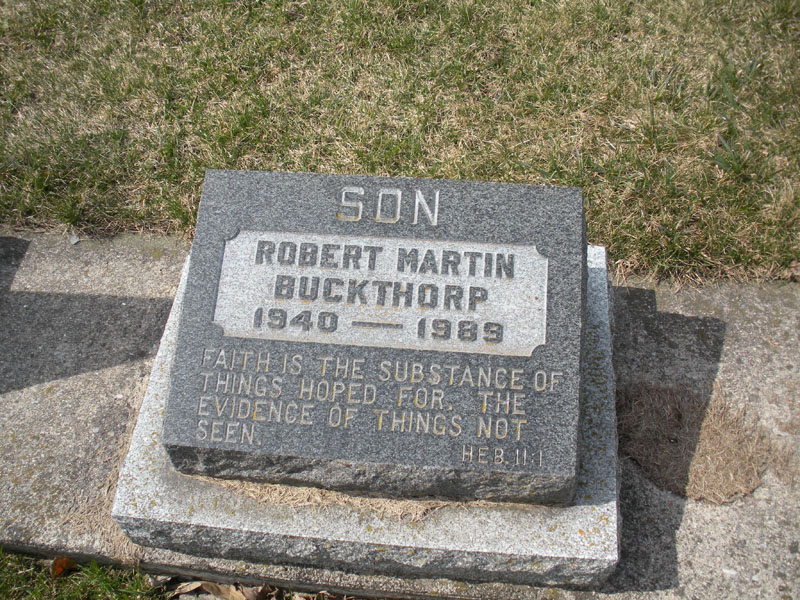 SON
ROBERT MARTIN
BUCKTHORP
1940 — 1989
FAITH IS THE SUBSTANCE OF
THINGS HOPED FOR, THE
EVIDENCE OF THINGS NOT
SEEN.
HEB. 11:1